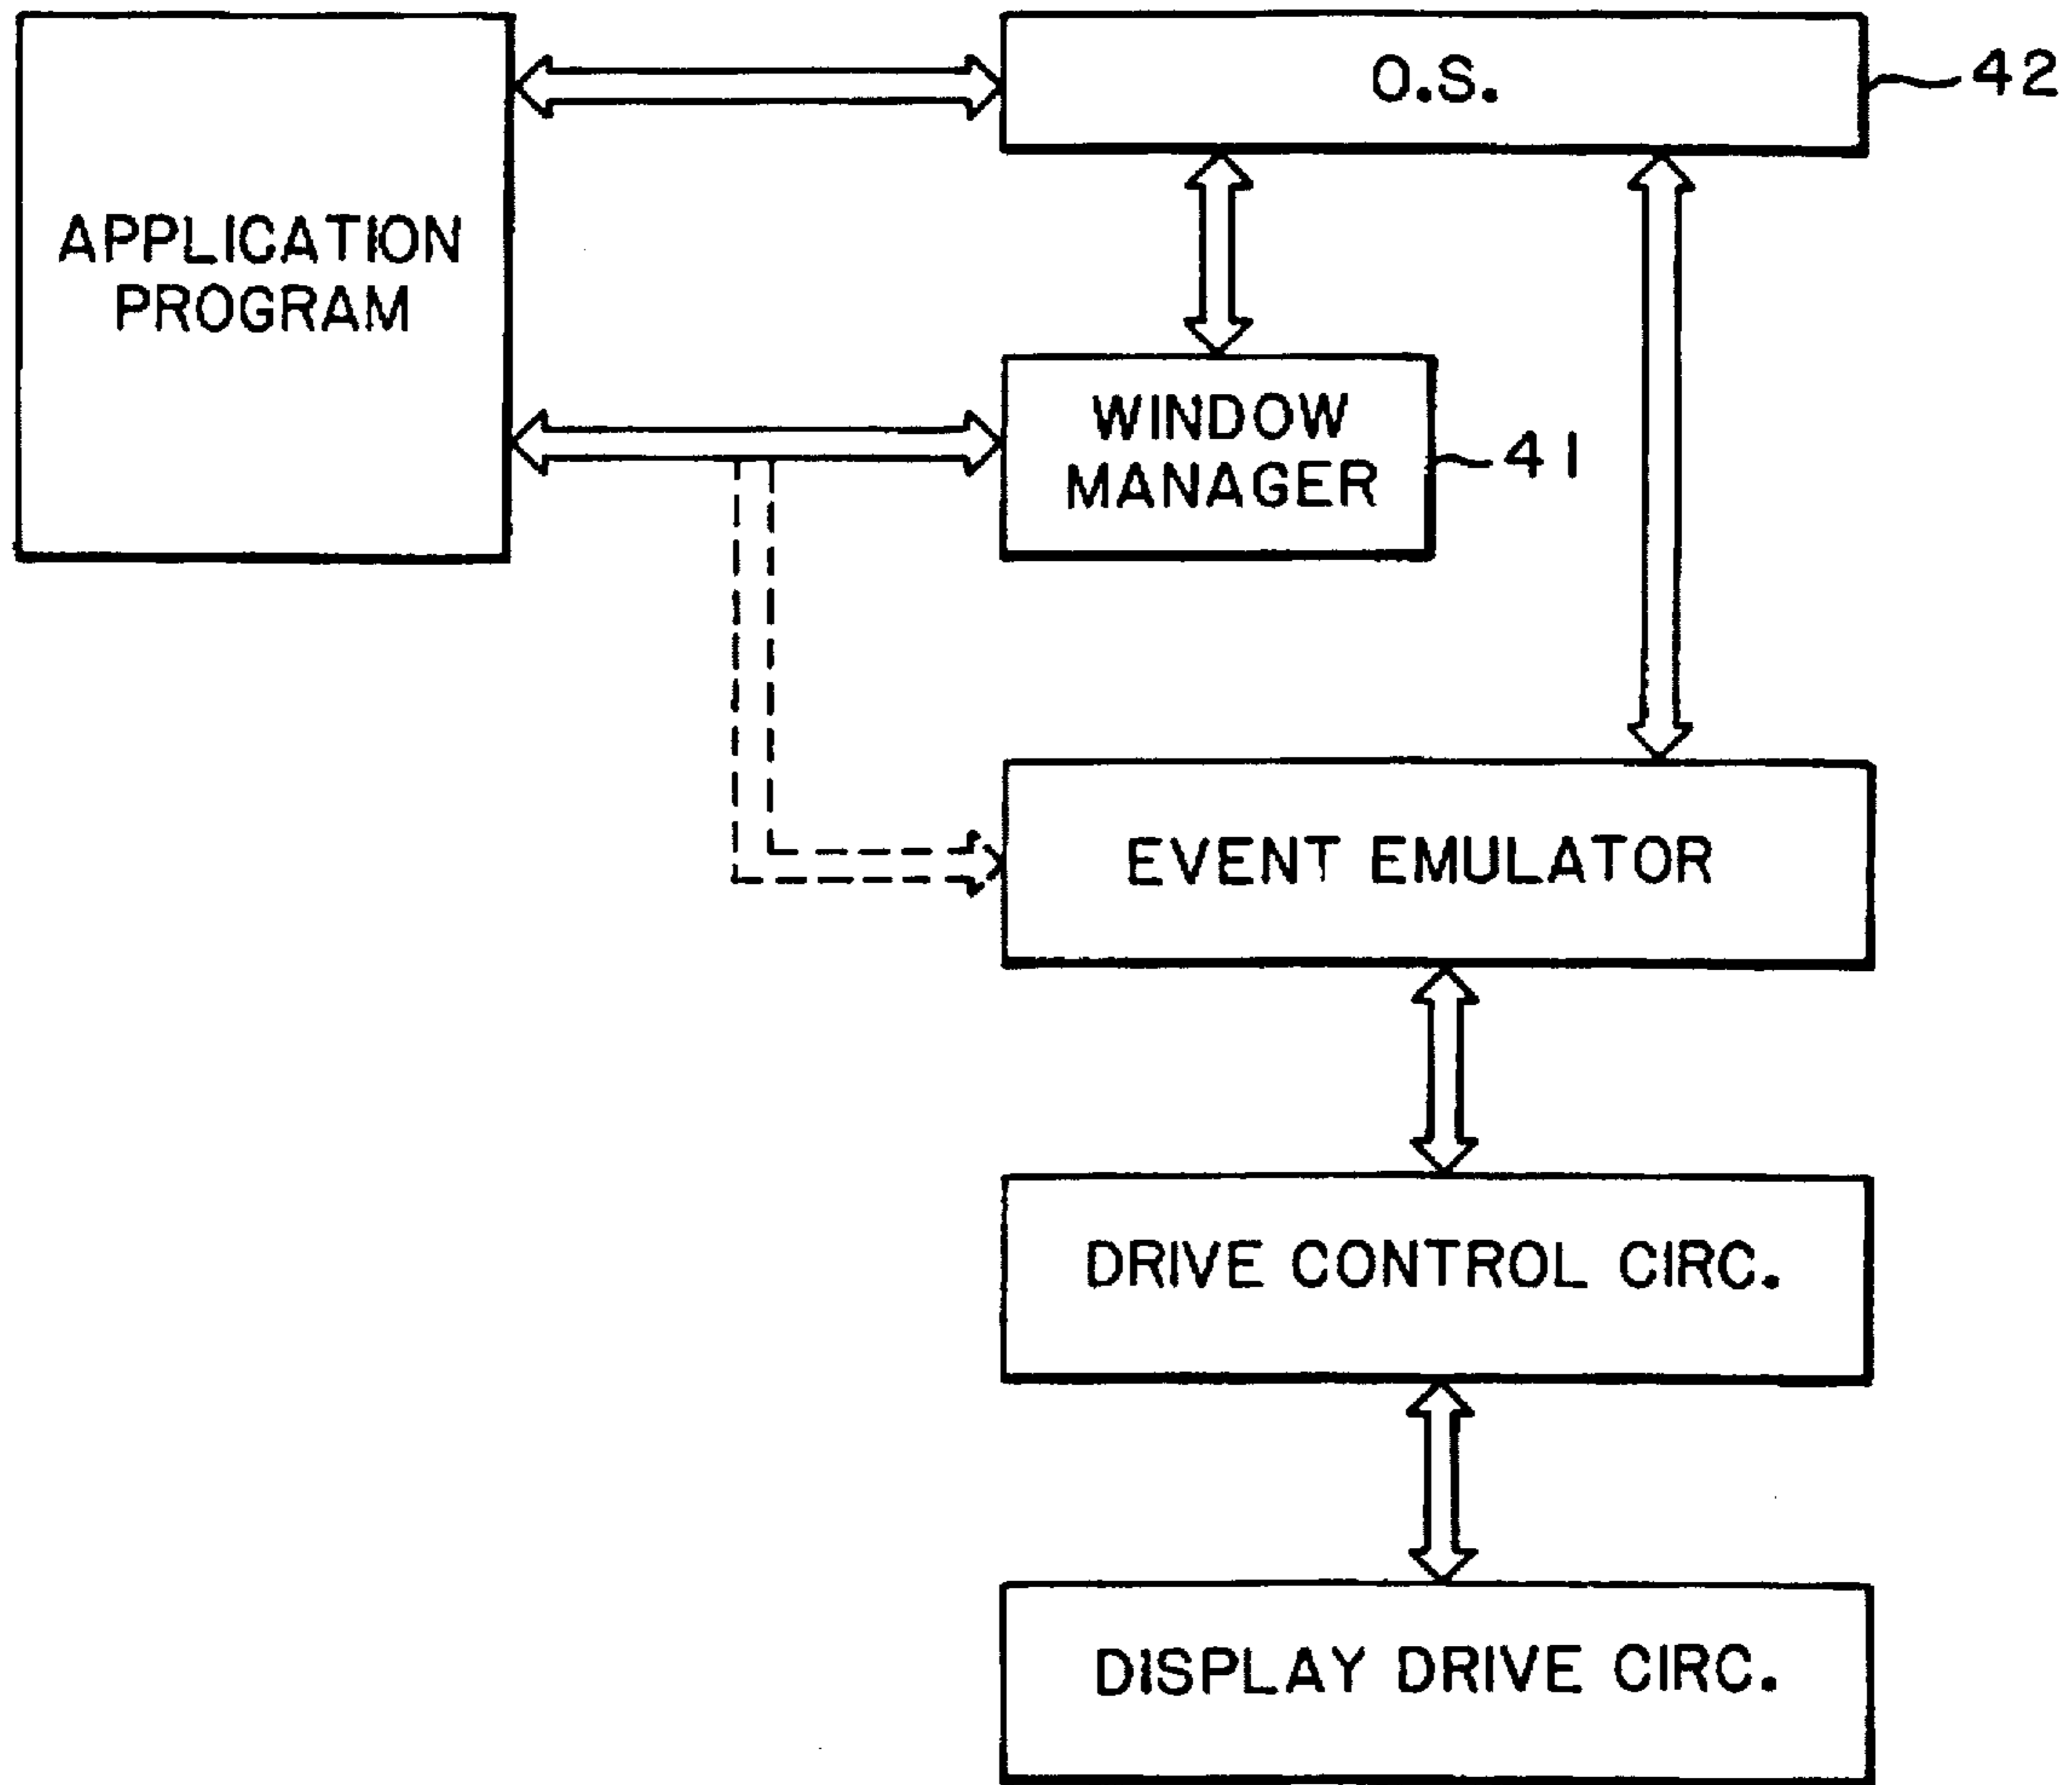 O.S.
42
APPLICATION
PROGRAM
WINDOW
MANAGER
41
EVENT EMULATOR
DRIVE CONTROL CIRC.
DISPLAY DRIVE CIRC.